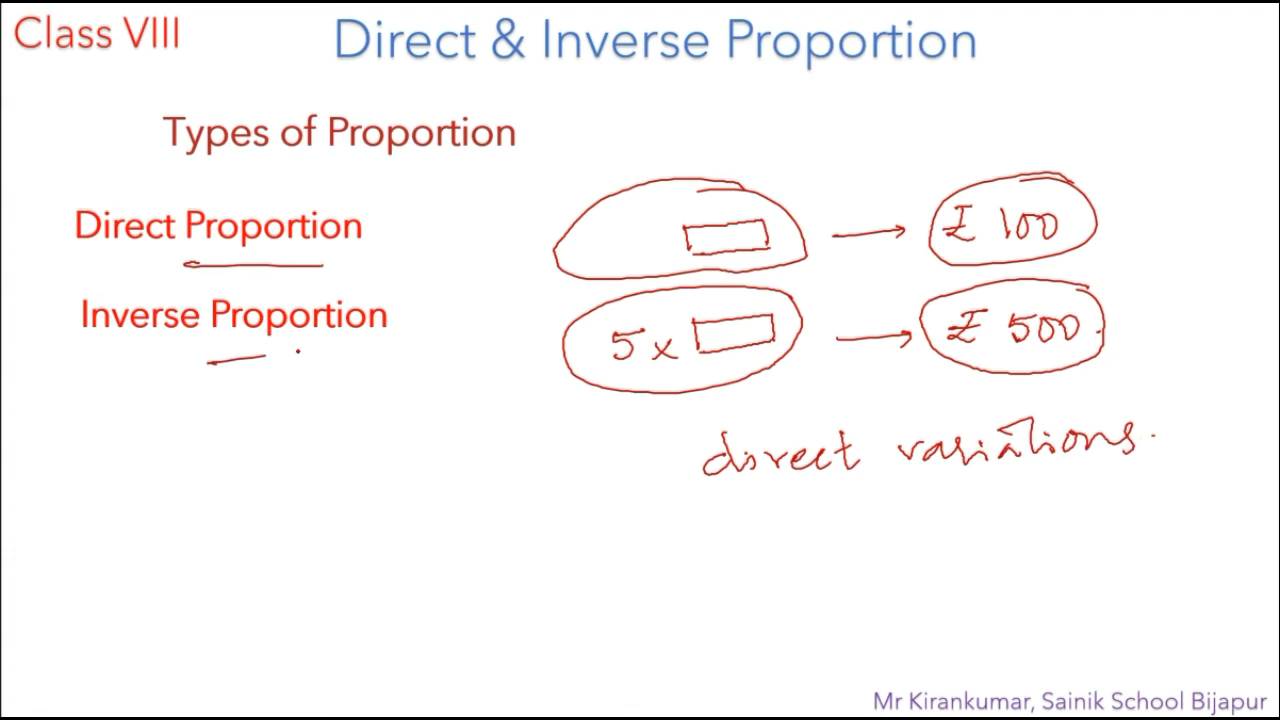 Class VIII
Direct & Inverse Proportion
Types of Proportion
Direct Proportion
→ ₹ 100
Inverse Proportion
5 x → ₹ 500
direct variations.
Mr Kirankumar, Sainik School Bijapur